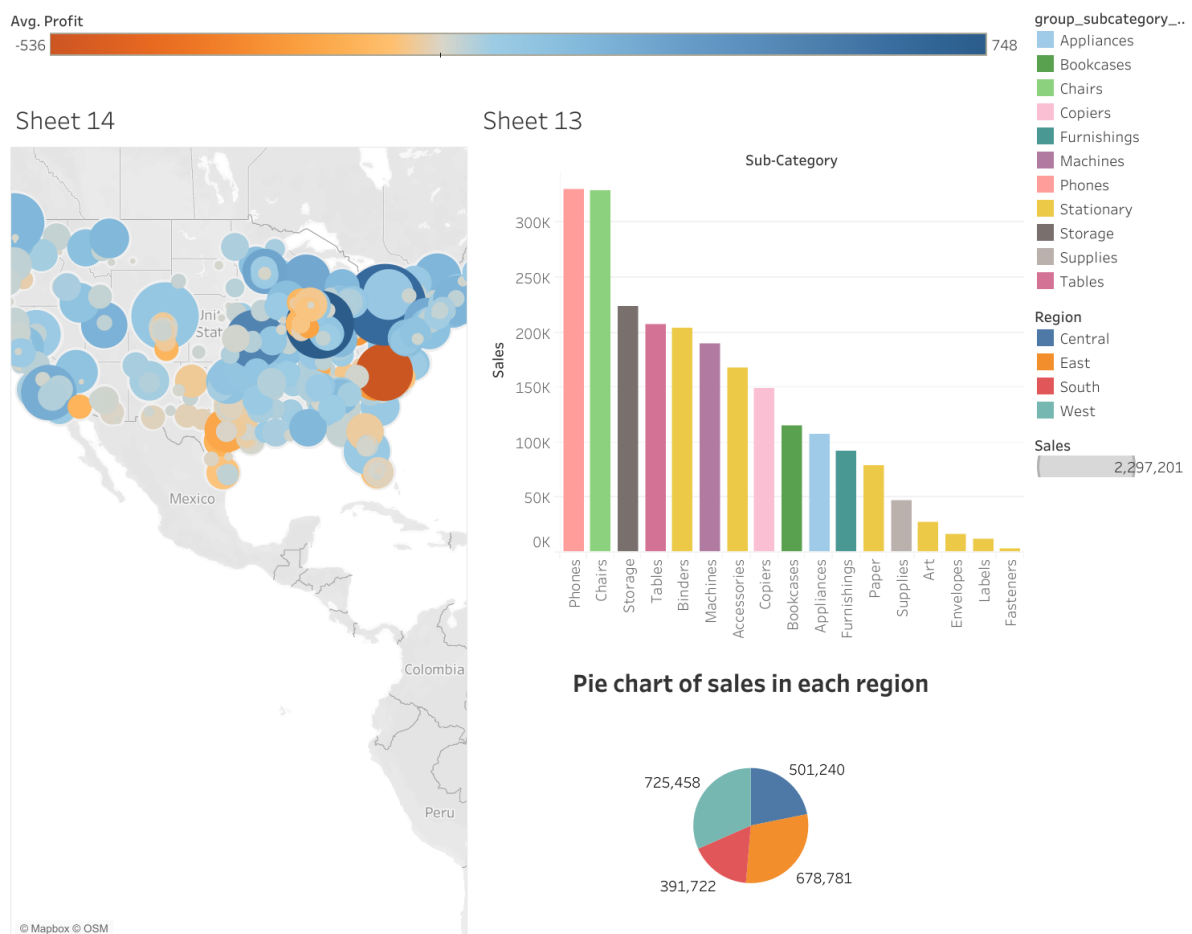 Avg. Profit
-536
748
Sheet 14
Uni
Stat
Mexico
Colombia
Peru
© Mapbox © OSM
Sheet 13
Sub-Category
Sales
300K
250K
200K
150K
100K
50K
0K
Phones
Chairs
Storage
Tables
Binders
Machines
Accessories
Copiers
Bookcases
Appliances
Furnishings
Paper
Supplies
Art
Envelopes
Labels
Fasteners
Pie chart of sales in each region
725,458
501,240
391,722
678,781
group_subcategory_..
Appliances
Bookcases
Chairs
Copiers
Furnishings
Machines
Phones
Stationary
Storage
Supplies
Tables
Region
Central
East
South
West
Sales
2,297,201